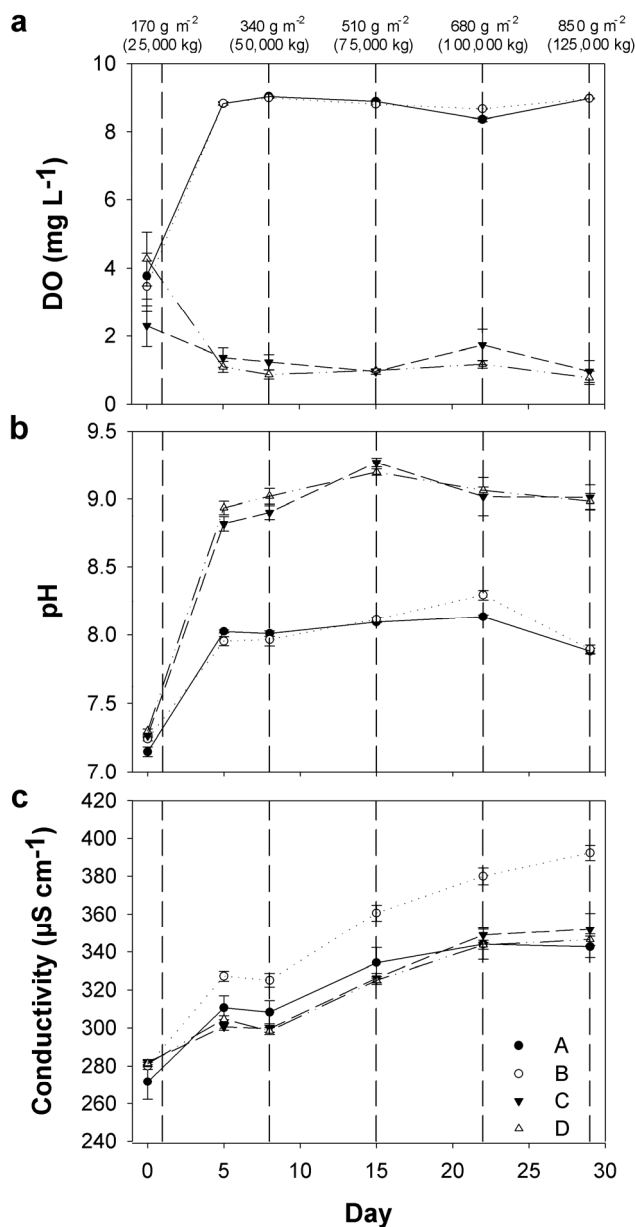 a
170 g m-2 340 g m-2 510 g m-2 680 g m-2 850 g m-2
(25,000 kg) (50,000 kg) (75,000 kg) (100,000 kg) (125,000 kg)
10
8
6
4
2
0
DO (mg L-1)
b
9.5
9.0
8.5
8.0
7.5
7.0
pH
c
420
400
380
360
340
320
300
280
260
240
Conductivity (µS cm-1)
A
B
C
D
0 5 10 15 20 25 30
Day